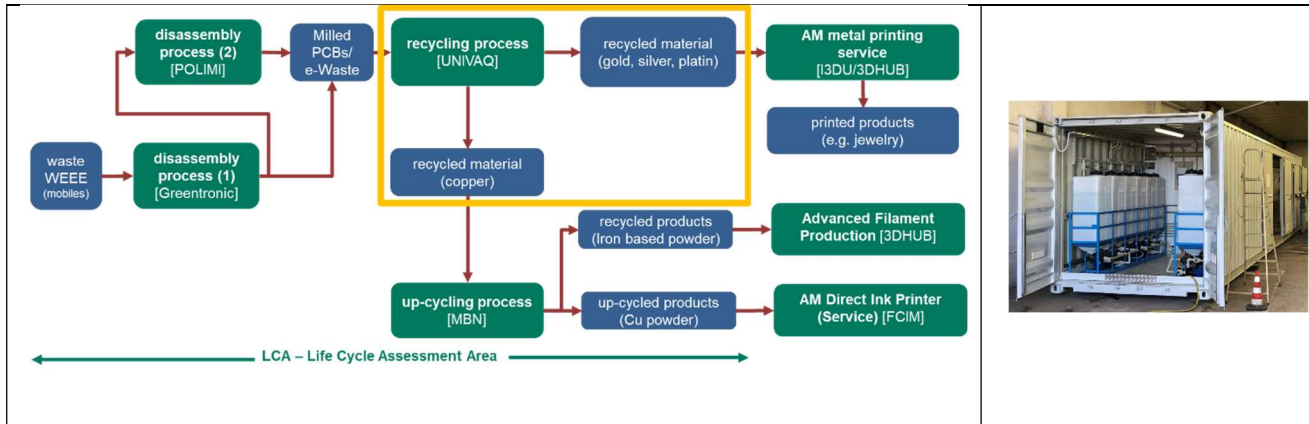 disassembly
process (2)
[POLIMI]
Milled
PCBs/
e-Waste
recycling process
[UNIVAQ]
recycled material
(gold, silver, platin)
AM metal printing
service
[I3DU/3DHUB]
printed products
(e.g. jewelry)
waste
WEEE
(mobiles)
disassembly
process (1)
[Greentronic]
recycled material
(copper)
recycled products
(Iron based powder)
Advanced Filament
Production [3DHUB]
up-cycling process
[MBN]
up-cycled products
(Cu powder)
AM Direct Ink Printer
(Service) [FCIM]
LCA – Life Cycle Assessment Area